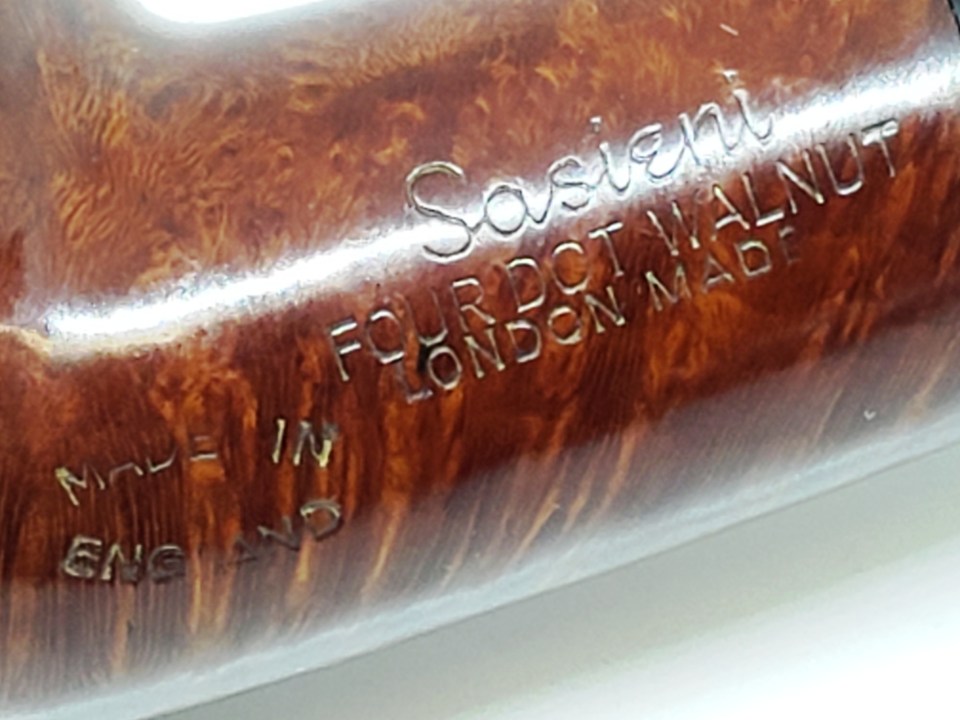 Sasieni
FOUR DOT WALNUT
LONDON MADE
MADE IN
ENGLAND